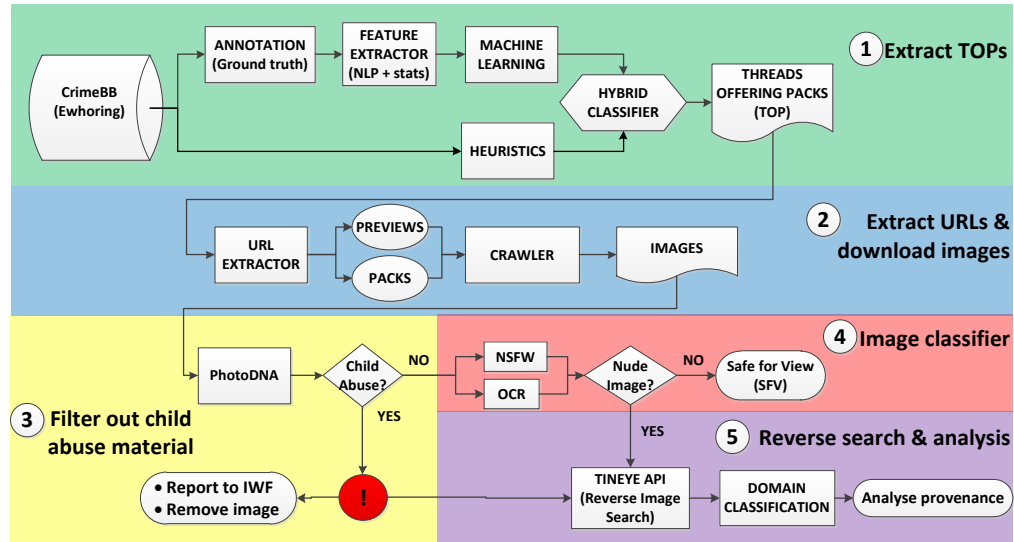 1 Extract TOPs
CrimeBB
(Ewhoring)
ANNOTATION
(Ground truth)
FEATURE
EXTRACTOR
(NLP + stats)
MACHINE
LEARNING
HEURISTICS
HYBRID
CLASSIFIER
THREADS
OFFERING PACKS
(TOP)
2 Extract URLs &
download images
URL
EXTRACTOR
PREVIEWS
PACKS
CRAWLER
IMAGES
3 Filter out child
abuse material
PhotoDNA
Child
Abuse?
NO
YES
!
• Report to IWF
• Remove image
4 Image classifier
NSFW
OCR
Nude
Image?
NO
Safe for View
(SFV)
YES
5 Reverse search & analysis
TINEYE API
(Reverse Image
Search)
DOMAIN
CLASSIFICATION
Analyse provenance